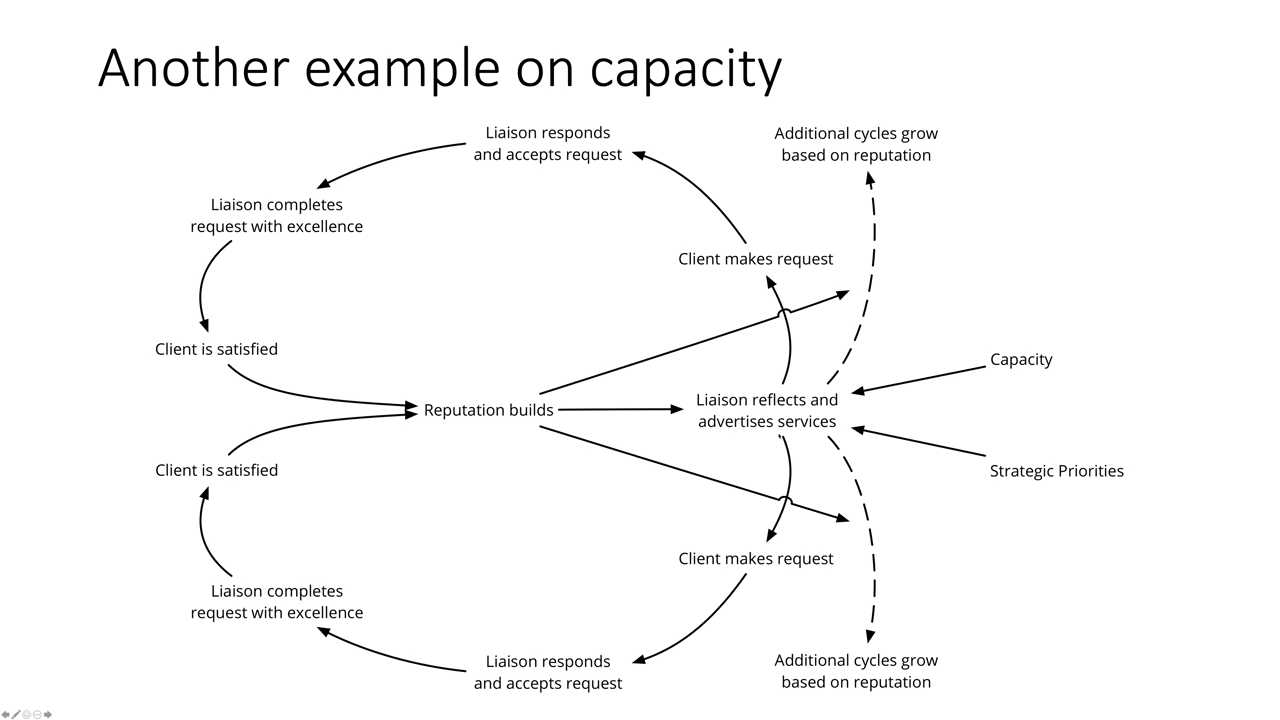 Another example on capacity
Liaison responds
and accepts request
Additional cycles grow
based on reputation
Liaison completes
request with excellence
Client makes request
Client is satisfied
Capacity
Reputation builds
Liaison reflects and
advertises services
Client is satisfied
Strategic Priorities
Client makes request
Liaison completes
request with excellence
Liaison responds
and accepts request
Additional cycles grow
based on reputation